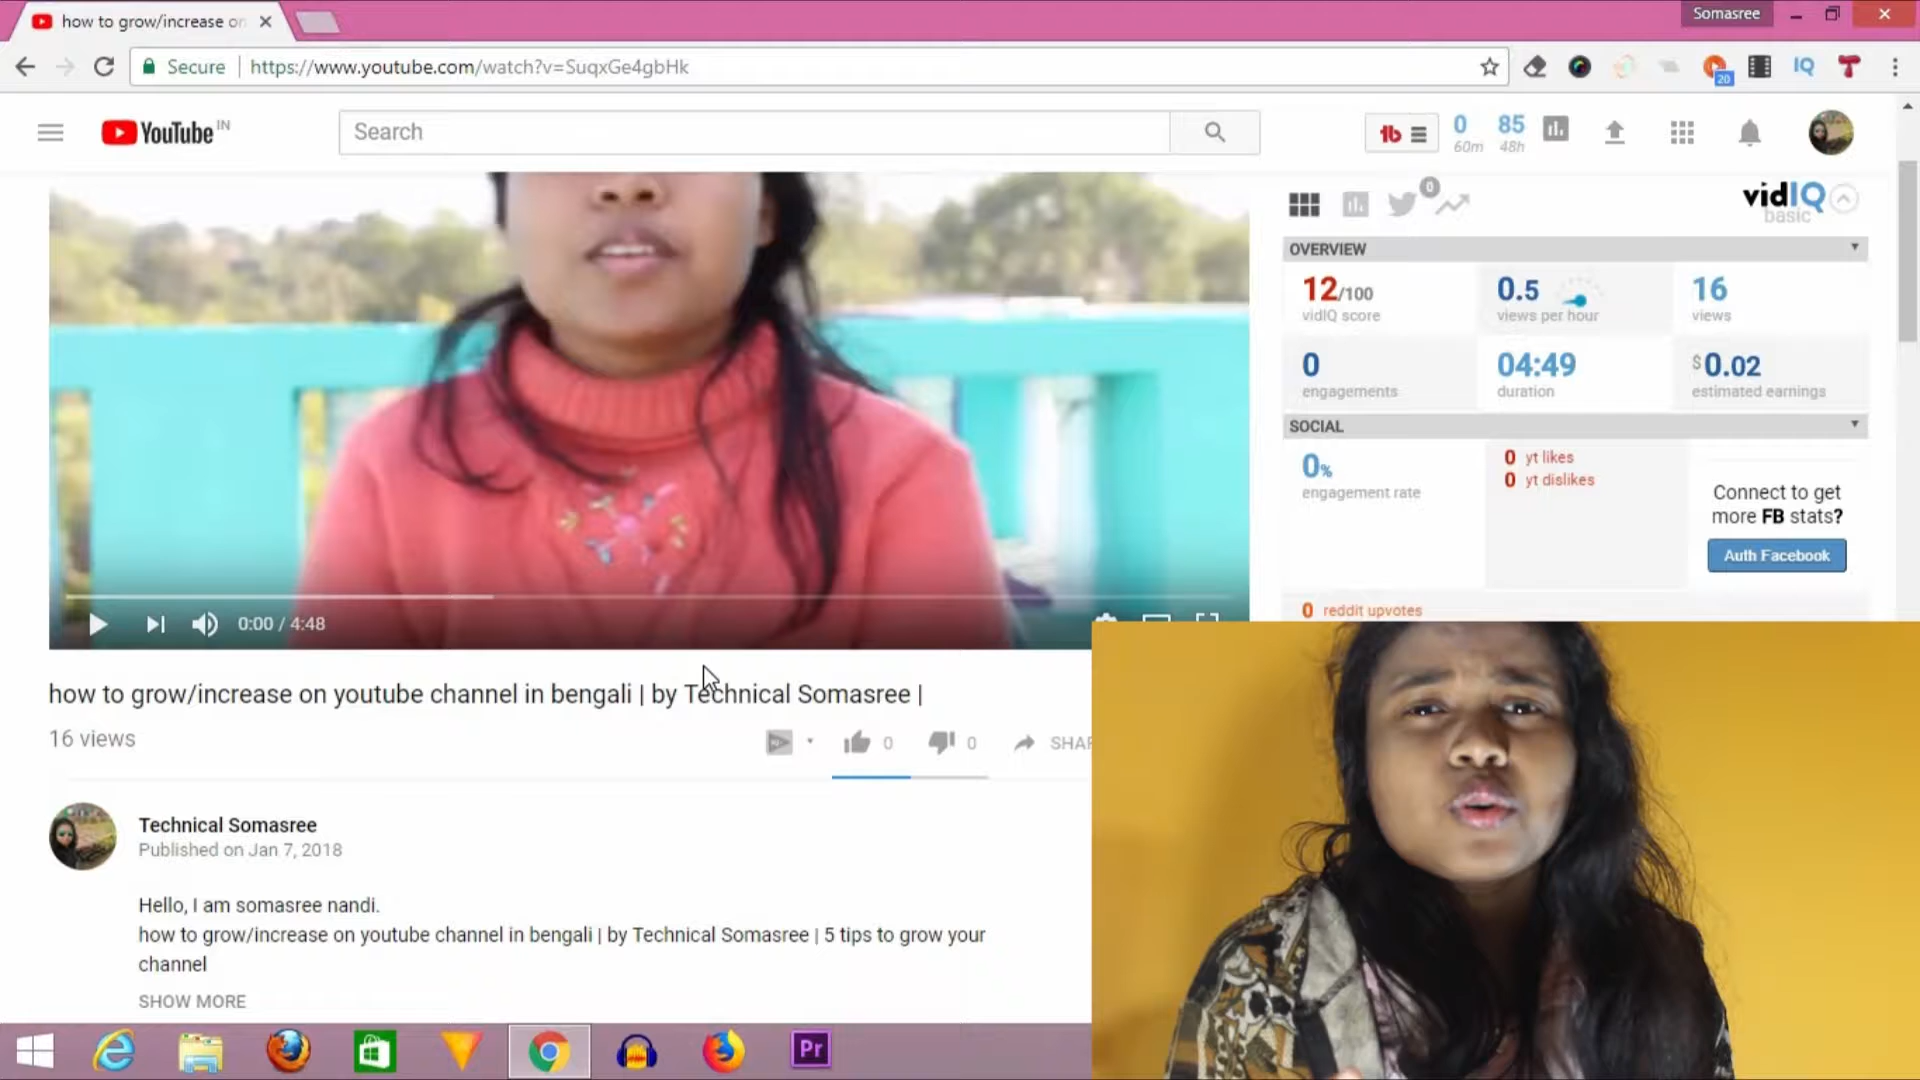 how to grow/increase on
Somasree
Secure
https://www.youtube.com/watch?v=SuqxGe4gbHk
20
IQ
YouTube IN
Search
tb
0
60m
85
48h
0
vidIQ
basic
OVERVIEW
12/100
vidIQ score
0.5
views per hour
16
views
0
engagements
04:49
duration
$0.02
estimated earnings
SOCIAL
0%
engagement rate
0 yt likes
0 yt dislikes
Connect to get
more FB stats?
Auth Facebook
0 reddit upvotes
0:00 / 4:48
how to grow/increase on youtube channel in bengali | by Technical Somasree |
16 views
0
0
SHAR
Technical Somasree
Published on Jan 7, 2018
Hello, I am somasree nandi.
how to grow/increase on youtube channel in bengali | by Technical Somasree | 5 tips to grow your
channel
SHOW MORE
Pr